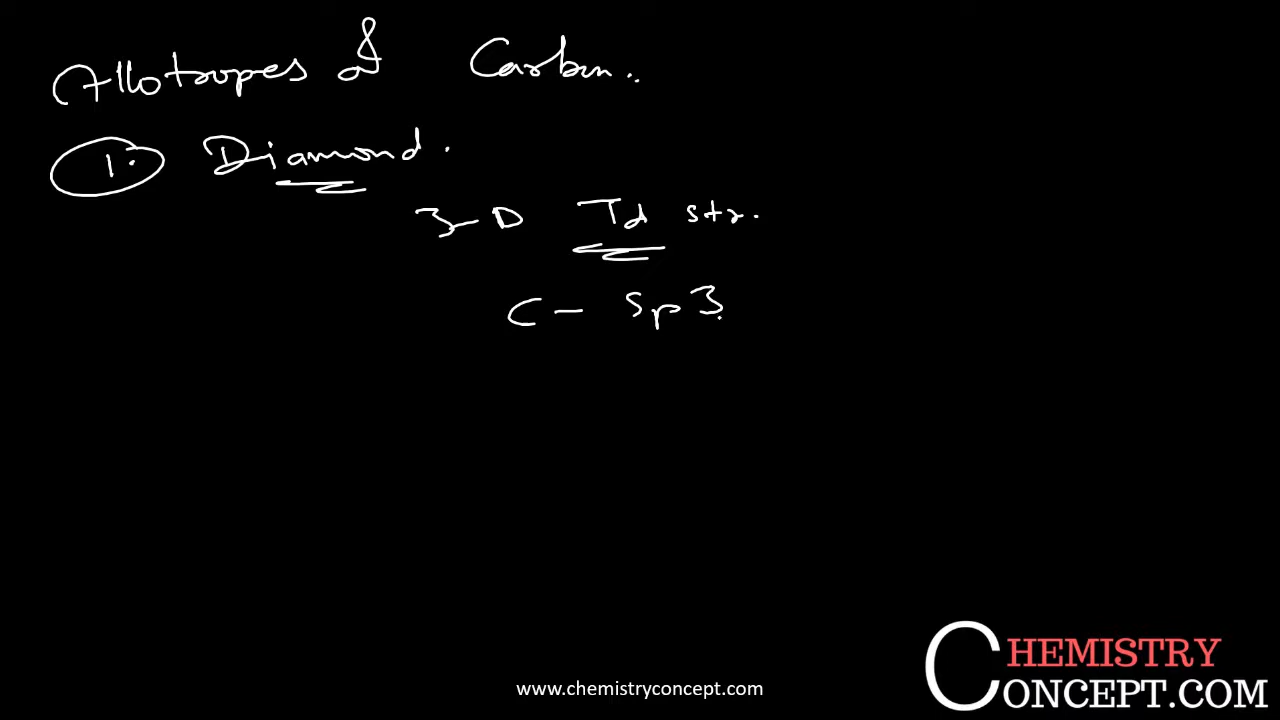 Allotropes of Carbon.
1. Diamond.
3-D Td str.
C - Sp3
CHEMISTRY
CONCEPT.COM
www.chemistryconcept.com